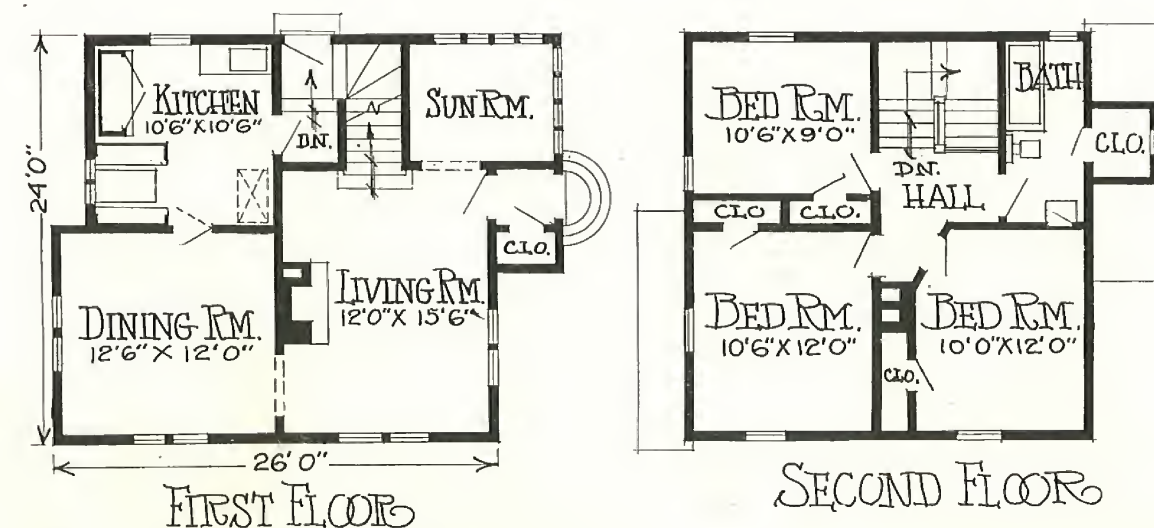 KITCHEN
10'6"X10'6"
DN.
SUN RM.
24'0"
C.L.O.
DINING RM.
12'6" X 12'0"
LIVING RM.
12'0" X 15'6"
26'0"
FIRST FLOOR
BED RM.
10'6"X9'0"
BATH
CLO.
DN.
HALL
CLO
CLO.
BED RM.
10'6"X12'0"
BED RM.
10'0"X12'0"
CLO.
SECOND FLOOR